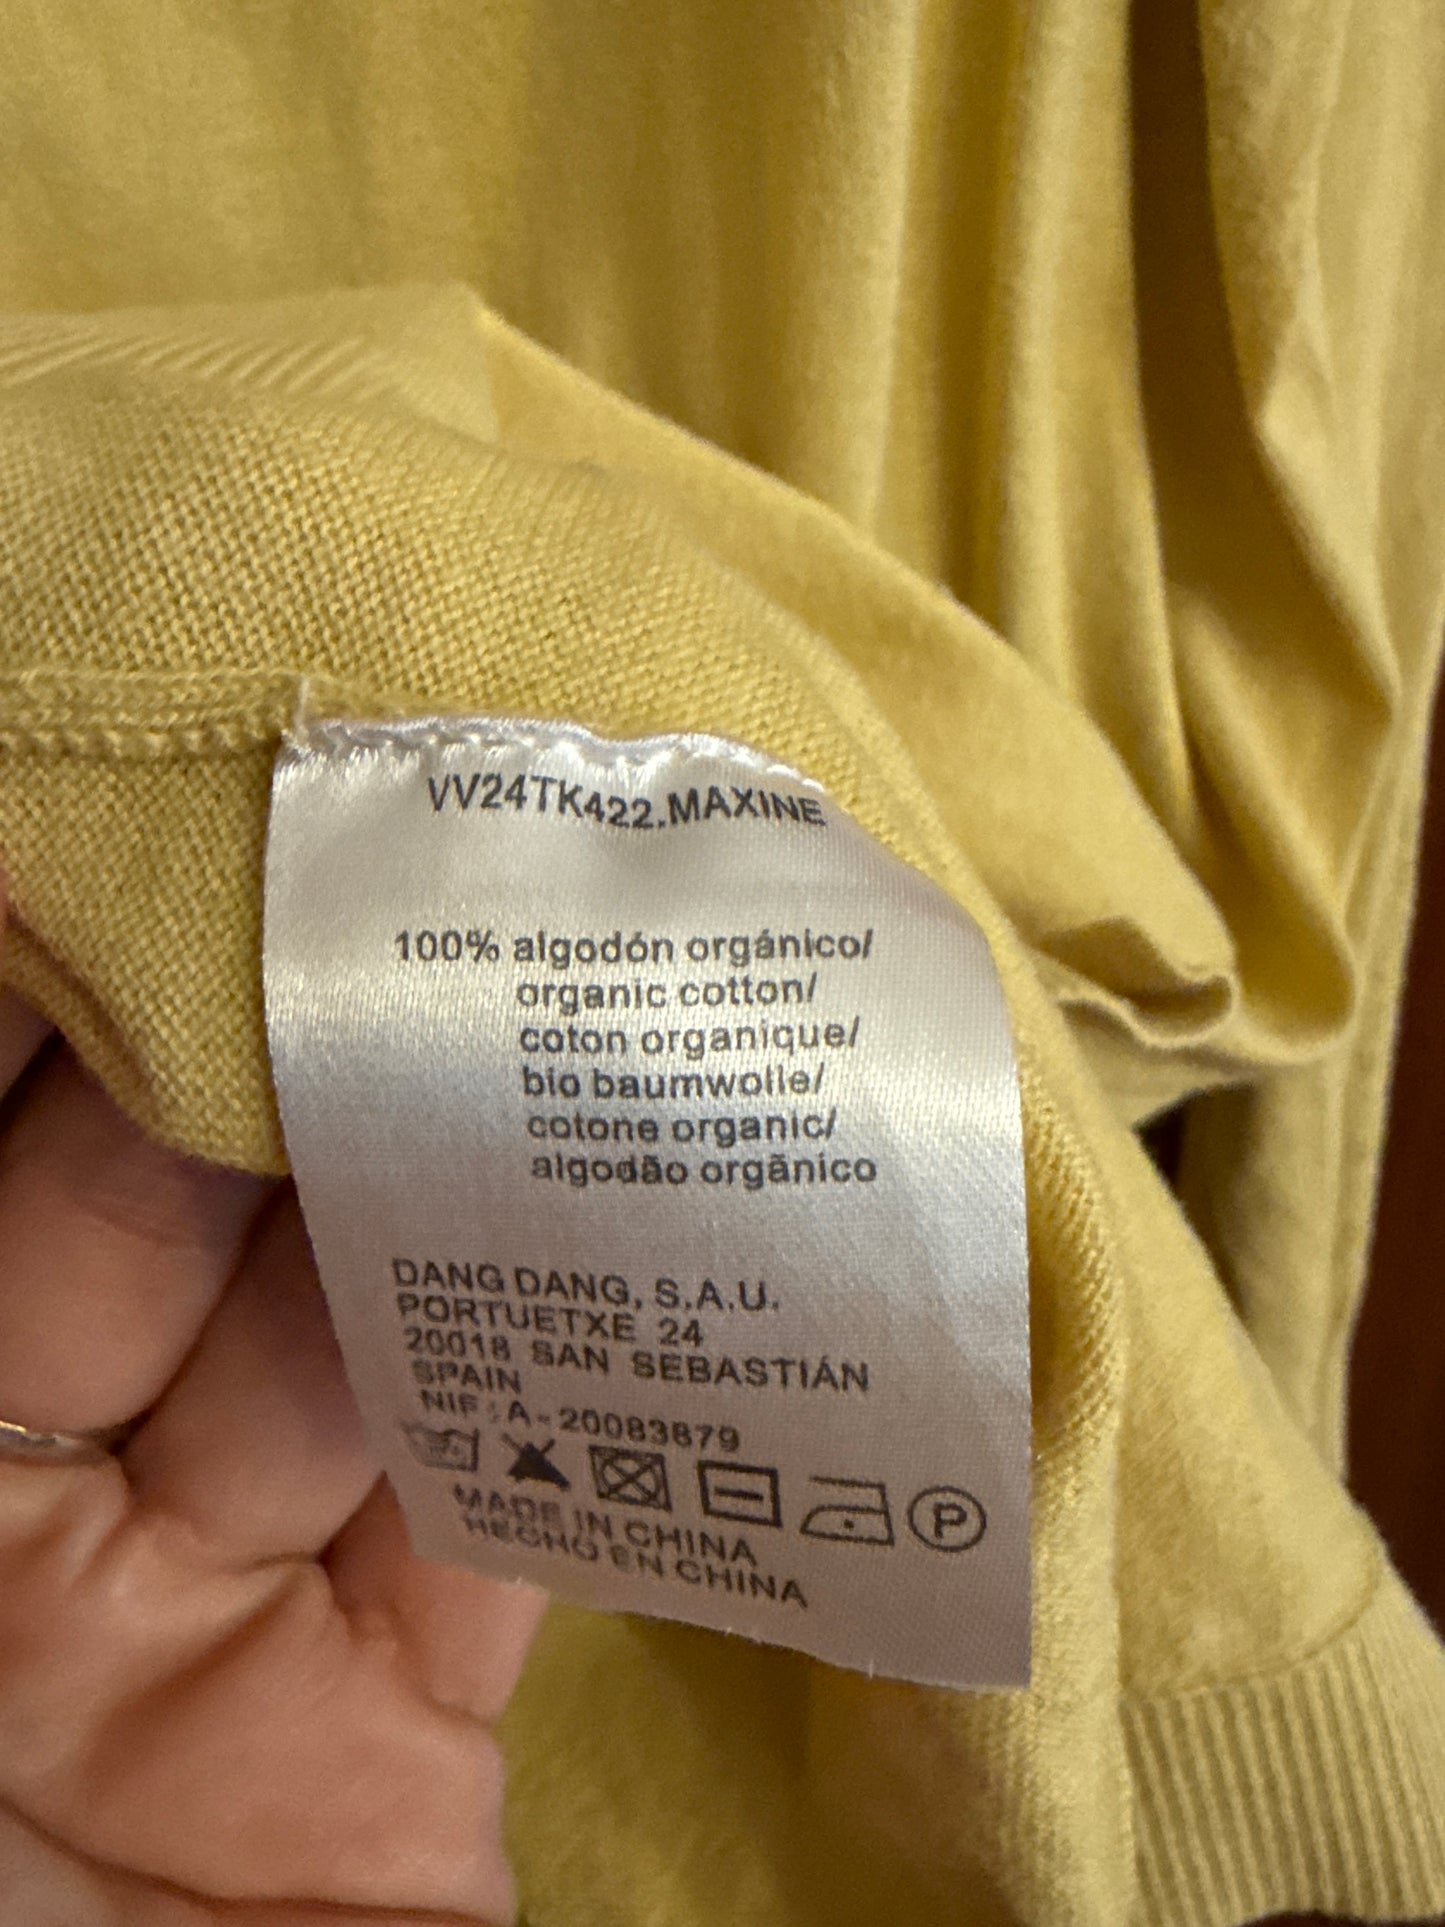 VV24TK422.MAXINE
100% algodón orgánico/
organic cotton/
coton organique/
bio baumwolle/
cotone organic/
algodão orgãnico
DANG DANG, S.A.U.
PORTUETXE 24
20018 SAN SEBASTIÁN
SPAIN
NIF: A-20083879
P
MADE IN CHINA
HECHO EN CHINA